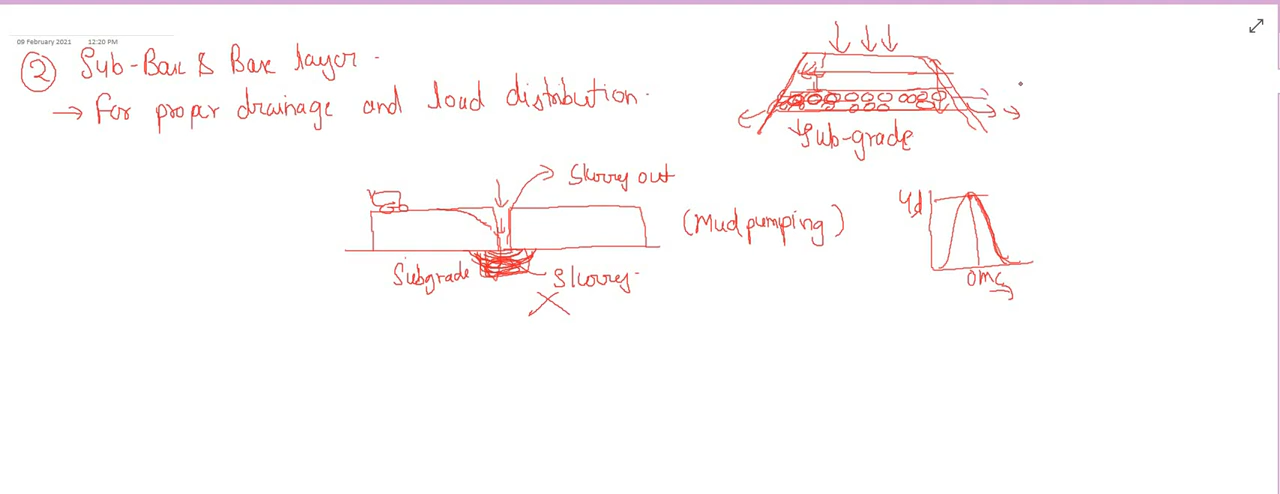 09 February 2021 12:20 PM
② Sub-Base & Base layer.
→ For proper drainage and load distribution.
Sub-grade
Slurry out
(Mud pumping)
γd
OMC
Subgrade
Slurry